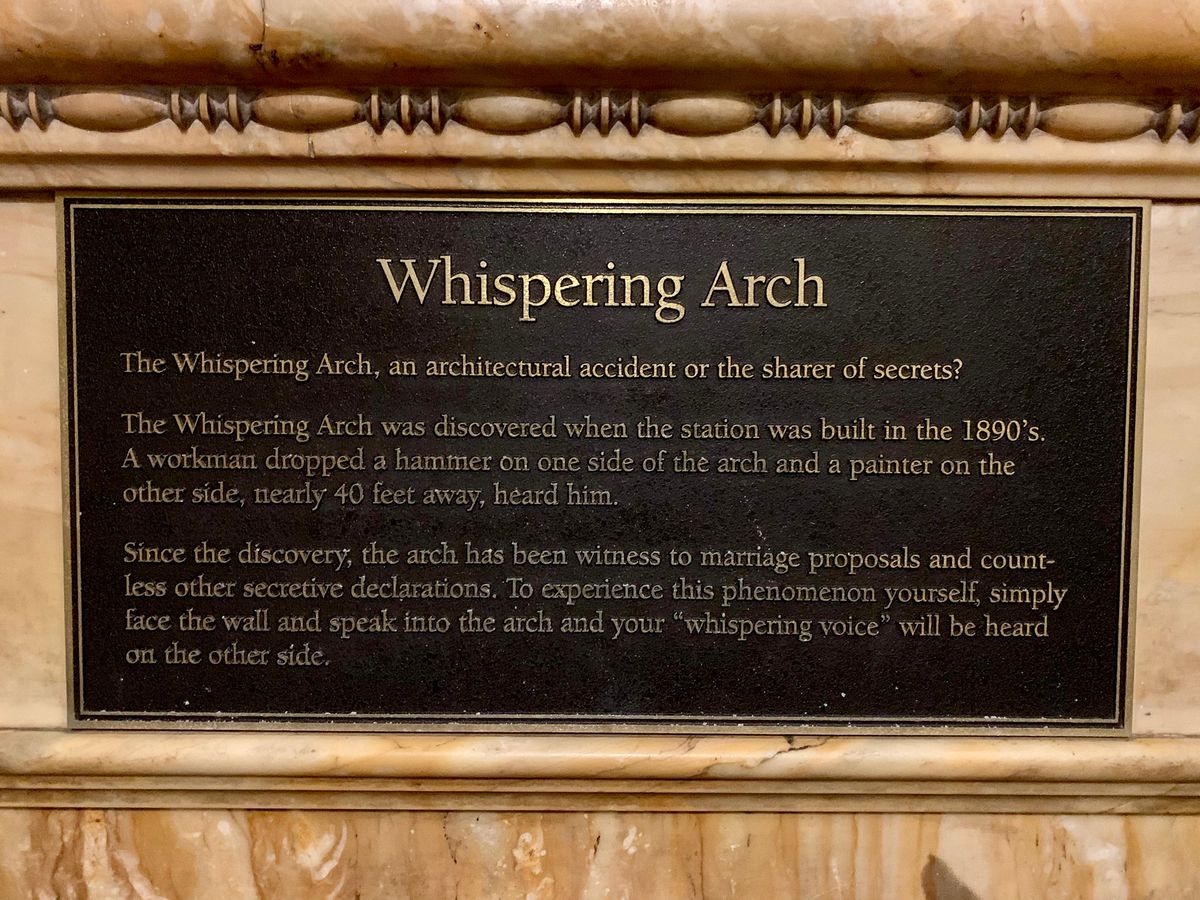 Whispering Arch
The Whispering Arch, an architectural accident or the sharer of secrets?
The Whispering Arch was discovered when the station was built in the 1890's.
A workman dropped a hammer on one side of the arch and a painter on the
other side, nearly 40 feet away, heard him.
Since the discovery, the arch has been witness to marriage proposals and count-
less other secretive declarations. To experience this phenomenon yourself, simply
face the wall and speak into the arch and your “whispering voice” will be heard
on the other side.